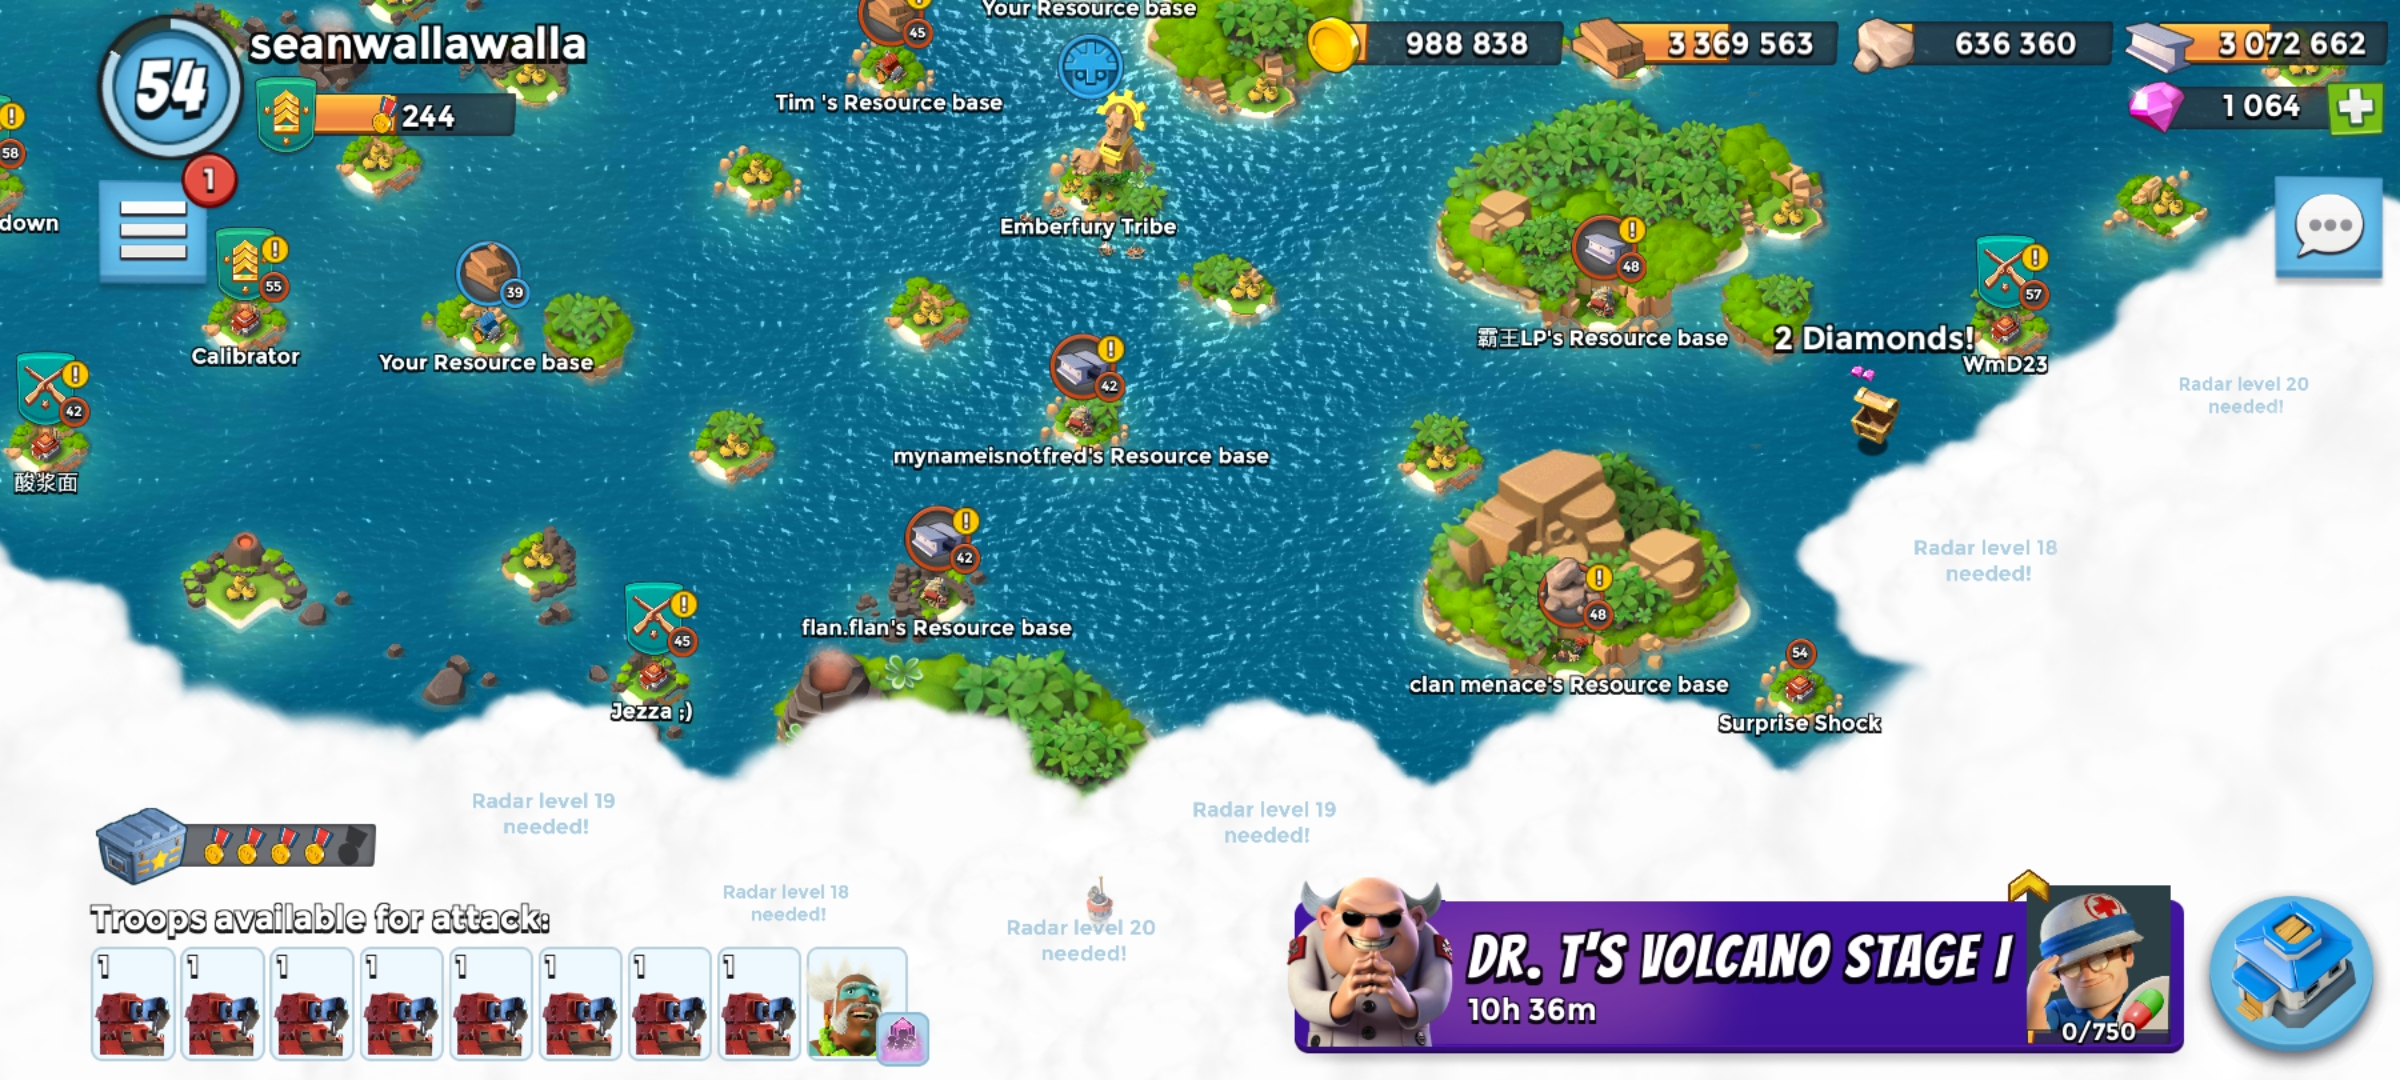 Your Resource base
45
seanwallawalla
54
244
988 838
3 369 563
636 360
3 072 662
1 064
Tim 's Resource base
1
58
down
55
Calibrator
39
Your Resource base
Emberfury Tribe
48
霸王LP's Resource base
2 Diamonds!
57
WmD23
42
酸浆面
42
mynameisnotfred's Resource base
Radar level 20
needed!
42
flan.flan's Resource base
45
Jezza ;)
48
clan menace's Resource base
54
Surprise Shock
Radar level 18
needed!
Radar level 19
needed!
Radar level 19
needed!
Radar level 18
needed!
Radar level 20
needed!
Troops available for attack:
1 1 1 1 1 1 1 1
DR. T'S VOLCANO STAGE I
10h 36m
0/750